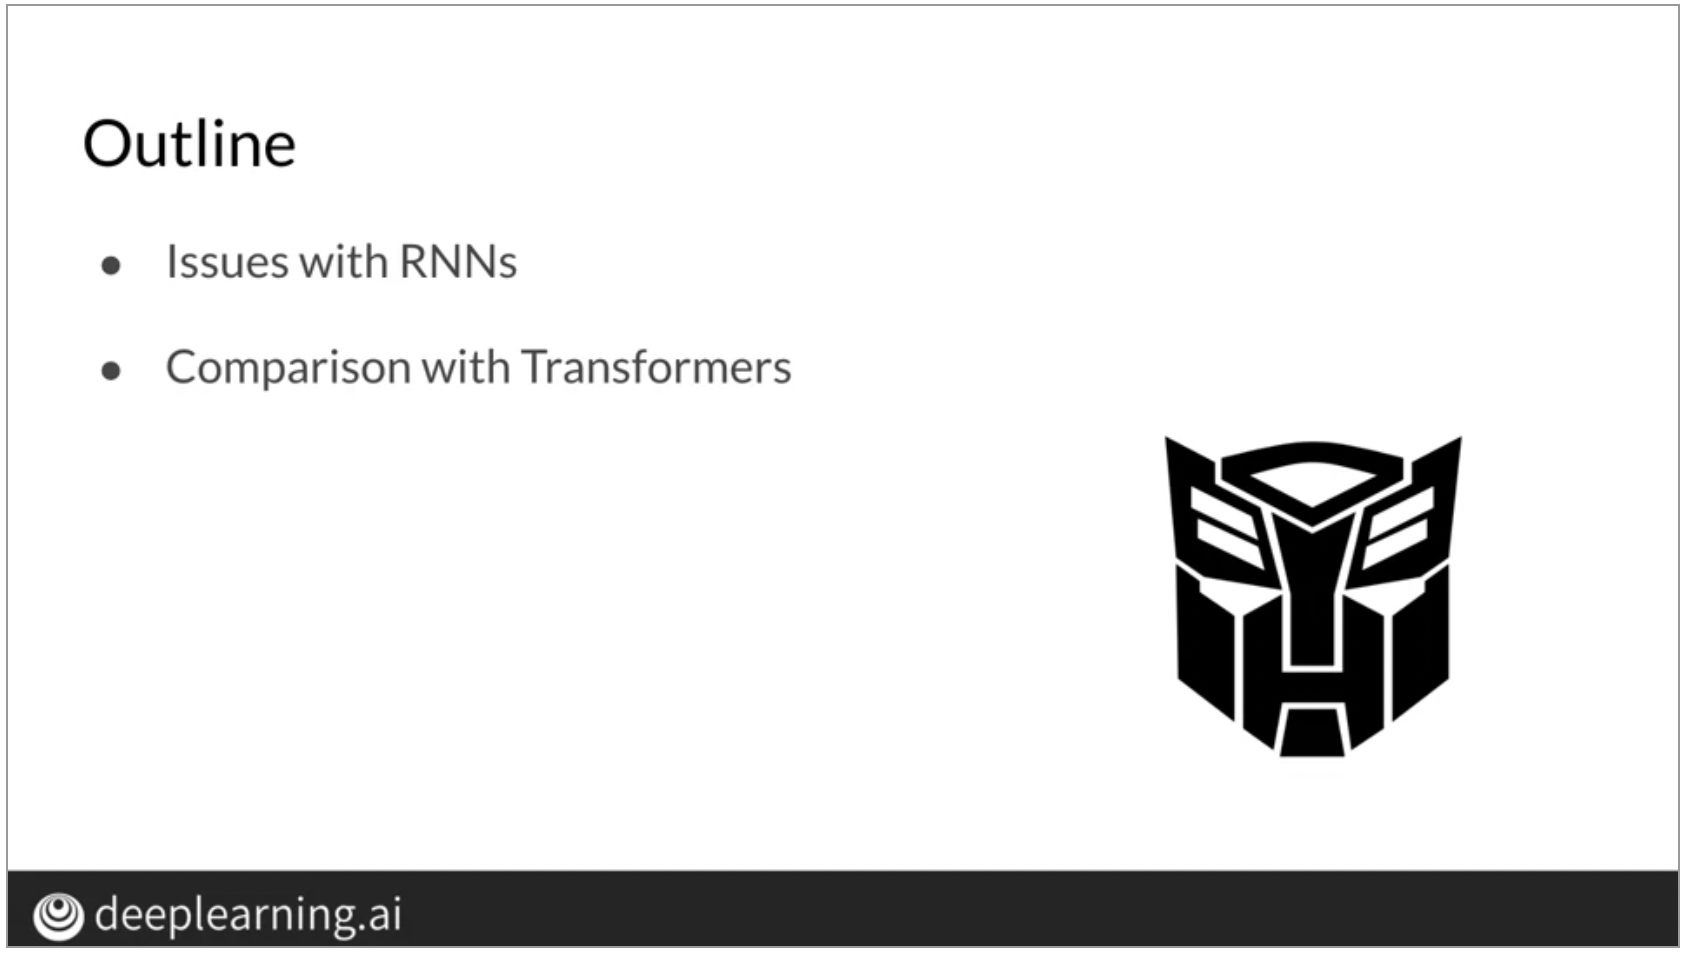 Outline
● Issues with RNNs
● Comparison with Transformers
deeplearning.ai